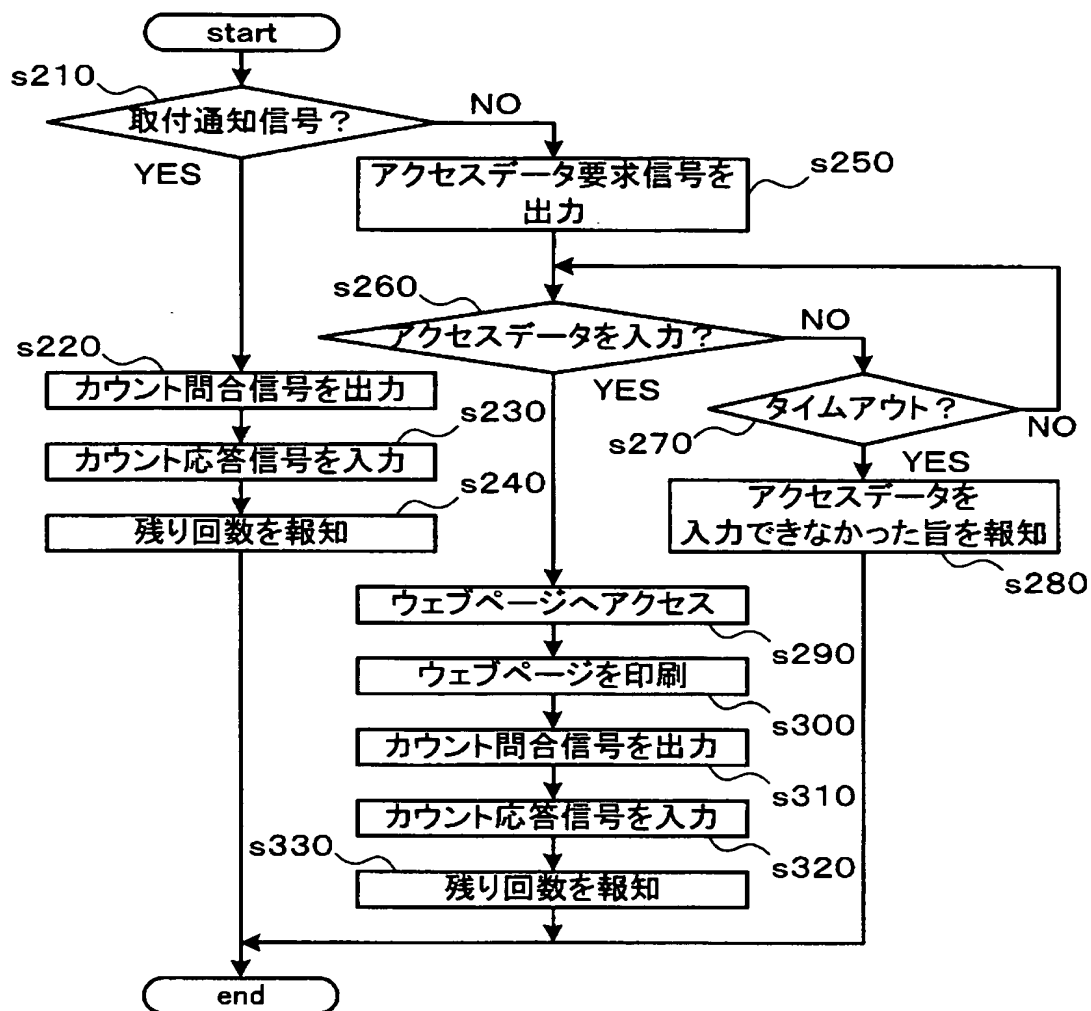 start
s210
取付通知信号?
NO
YES
アクセスデータ要求信号を
出力
s250
s260
アクセスデータを入力?
NO
YES
s220
カウント問合信号を出力
s230
カウント応答信号を入力
s240
残り回数を報知
タイムアウト?
s270
NO
YES
アクセスデータを
入力できなかった旨を報知
s280
ウェブページへアクセス
s290
ウェブページを印刷
s300
カウント問合信号を出力
s310
カウント応答信号を入力
s320
s330
残り回数を報知
end